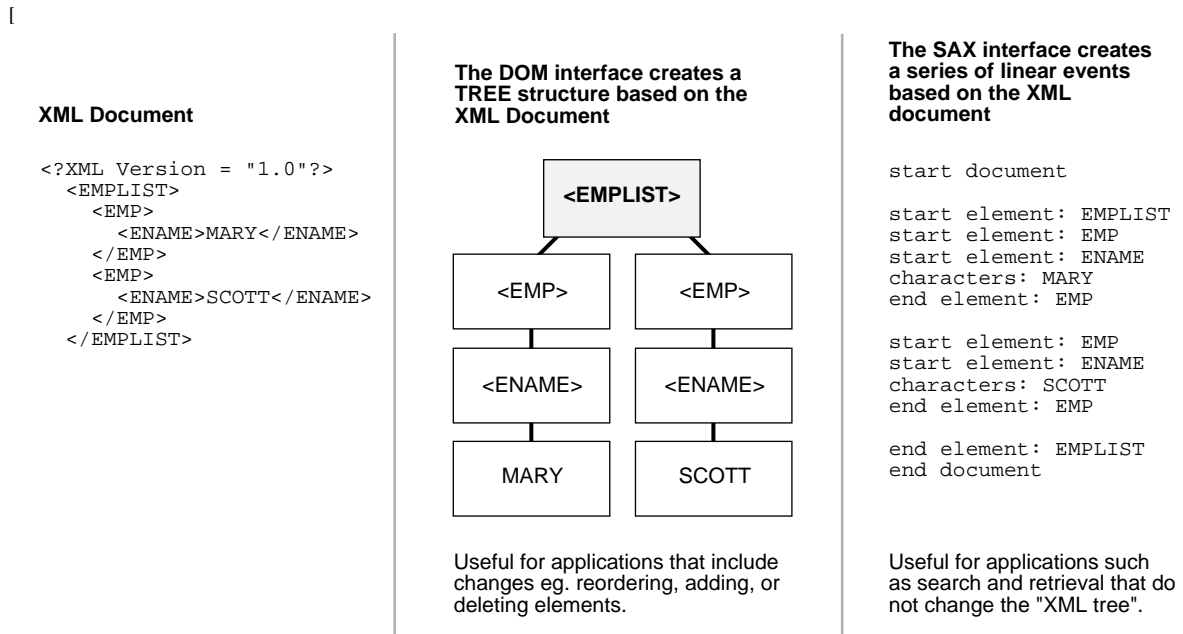 [
XML Document
<?XML Version = "1.0"?>
<EMPLIST>
<EMP>
<ENAME>MARY</ENAME>
</EMP>
<EMP>
<ENAME>SCOTT</ENAME>
</EMP>
</EMPLIST>
The DOM interface creates a
TREE structure based on the
XML Document
<EMPLIST>
<EMP>
<EMP>
<ENAME>
<ENAME>
MARY
SCOTT
Useful for applications that include
changes eg. reordering, adding, or
deleting elements.
The SAX interface creates
a series of linear events
based on the XML
document
start document
start element: EMPLIST
start element: EMP
start element: ENAME
characters: MARY
end element: EMP
start element: EMP
start element: ENAME
characters: SCOTT
end element: EMP
end element: EMPLIST
end document
Useful for applications such
as search and retrieval that do
not change the "XML tree".